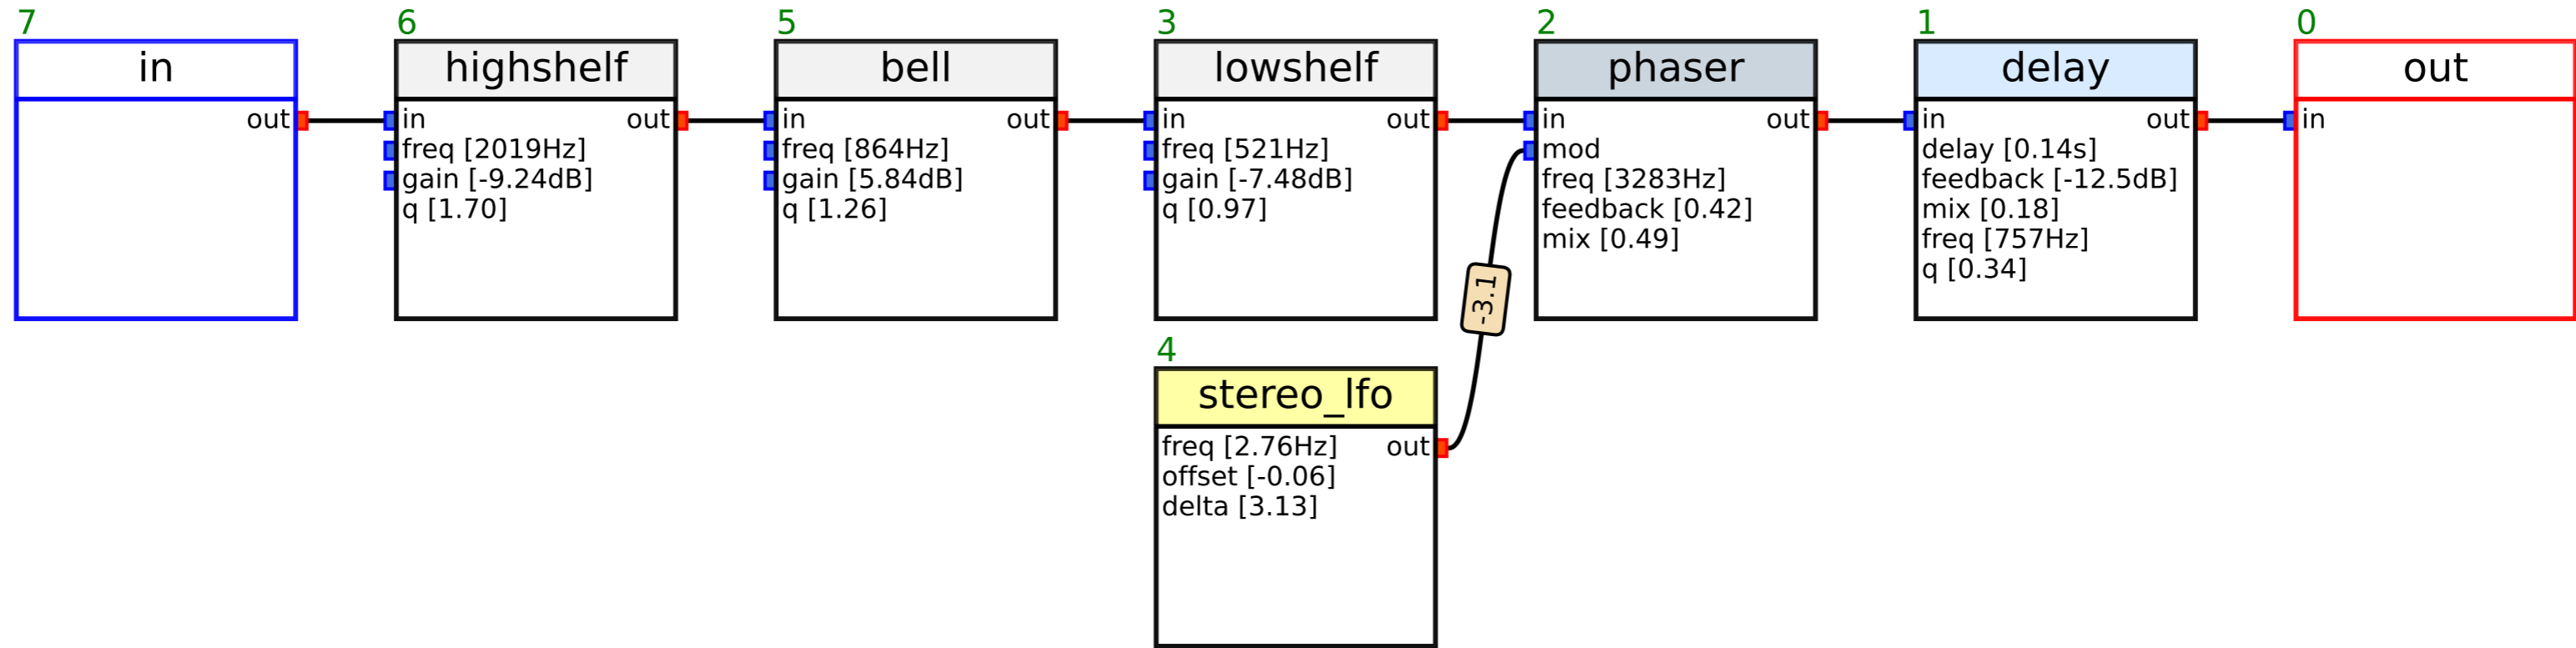 7
in
out
6
highshelf
in out
freq [2019Hz]
gain [-9.24dB]
q [1.70]
5
bell
in out
freq [864Hz]
gain [5.84dB]
q [1.26]
3
lowshelf
in out
freq [521Hz]
gain [-7.48dB]
q [0.97]
2
phaser
in out
mod
freq [3283Hz]
feedback [0.42]
mix [0.49]
1
delay
in out
delay [0.14s]
feedback [-12.5dB]
mix [0.18]
freq [757Hz]
q [0.34]
0
out
in
-3.1
4
stereo_lfo
freq [2.76Hz] out
offset [-0.06]
delta [3.13]